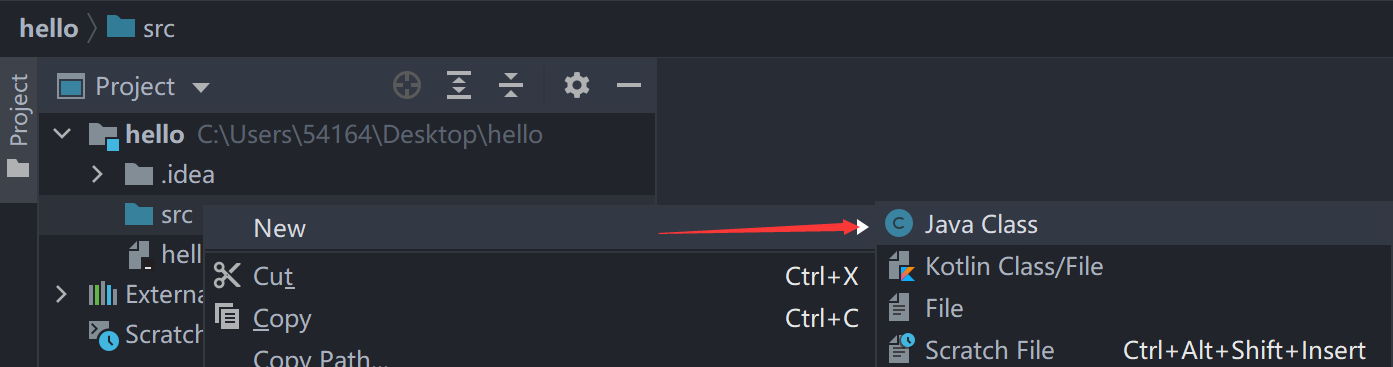 hello src
Project
Project
hello C:\Users\54164\Desktop\hello
.idea
src
New
Java Class
hell
Cut Ctrl+X
Kotlin Class/File
Externa
Copy Ctrl+C
File
Scratch
Copy Path...
Scratch File Ctrl+Alt+Shift+Insert